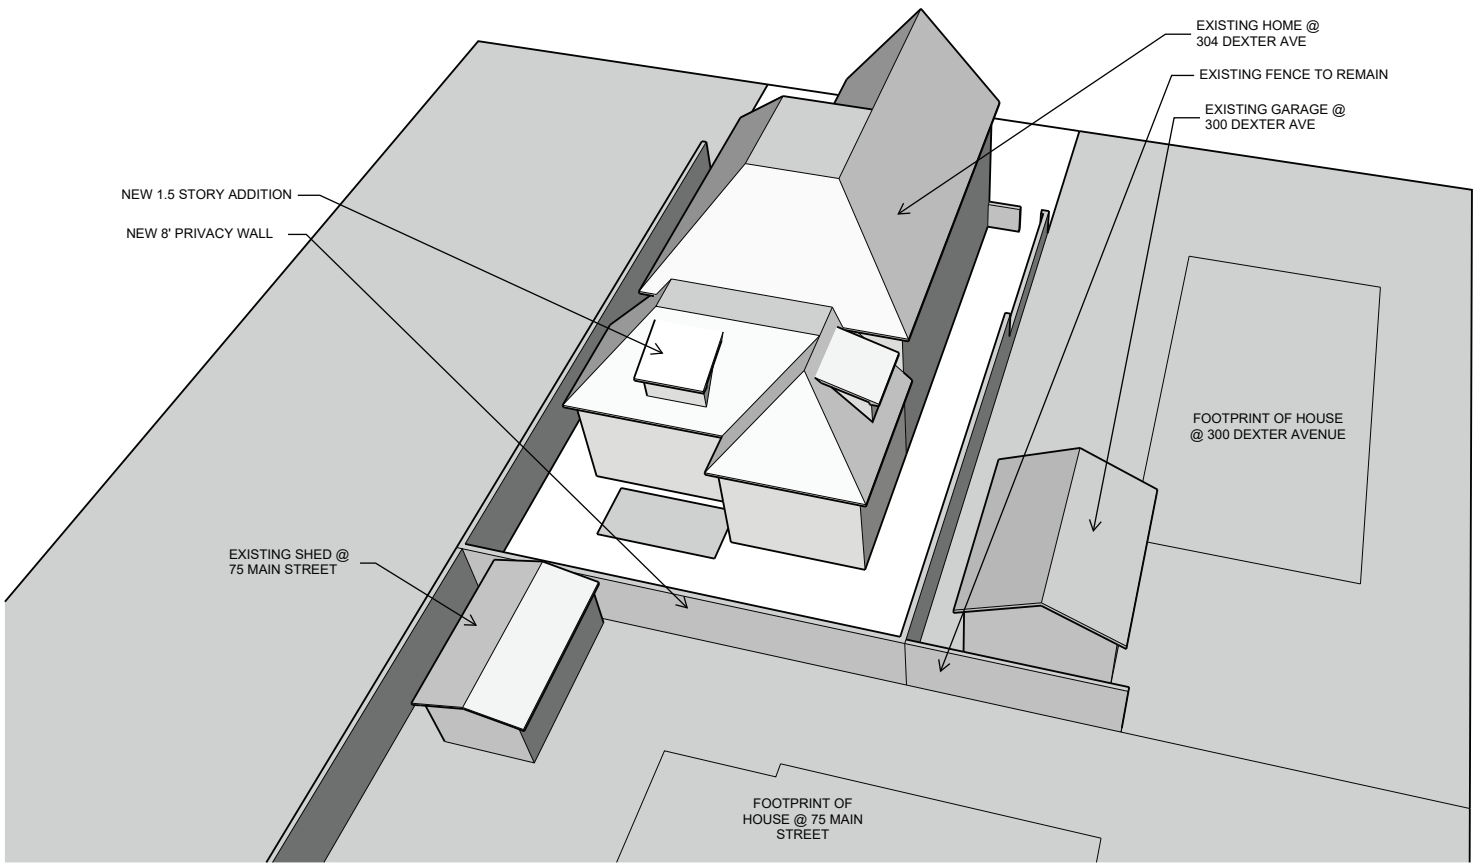 EXISTING HOME @
304 DEXTER AVE
EXISTING FENCE TO REMAIN
EXISTING GARAGE @
300 DEXTER AVE
NEW 1.5 STORY ADDITION
NEW 8' PRIVACY WALL
FOOTPRINT OF HOUSE
@ 300 DEXTER AVENUE
EXISTING SHED @
75 MAIN STREET
FOOTPRINT OF
HOUSE @ 75 MAIN
STREET